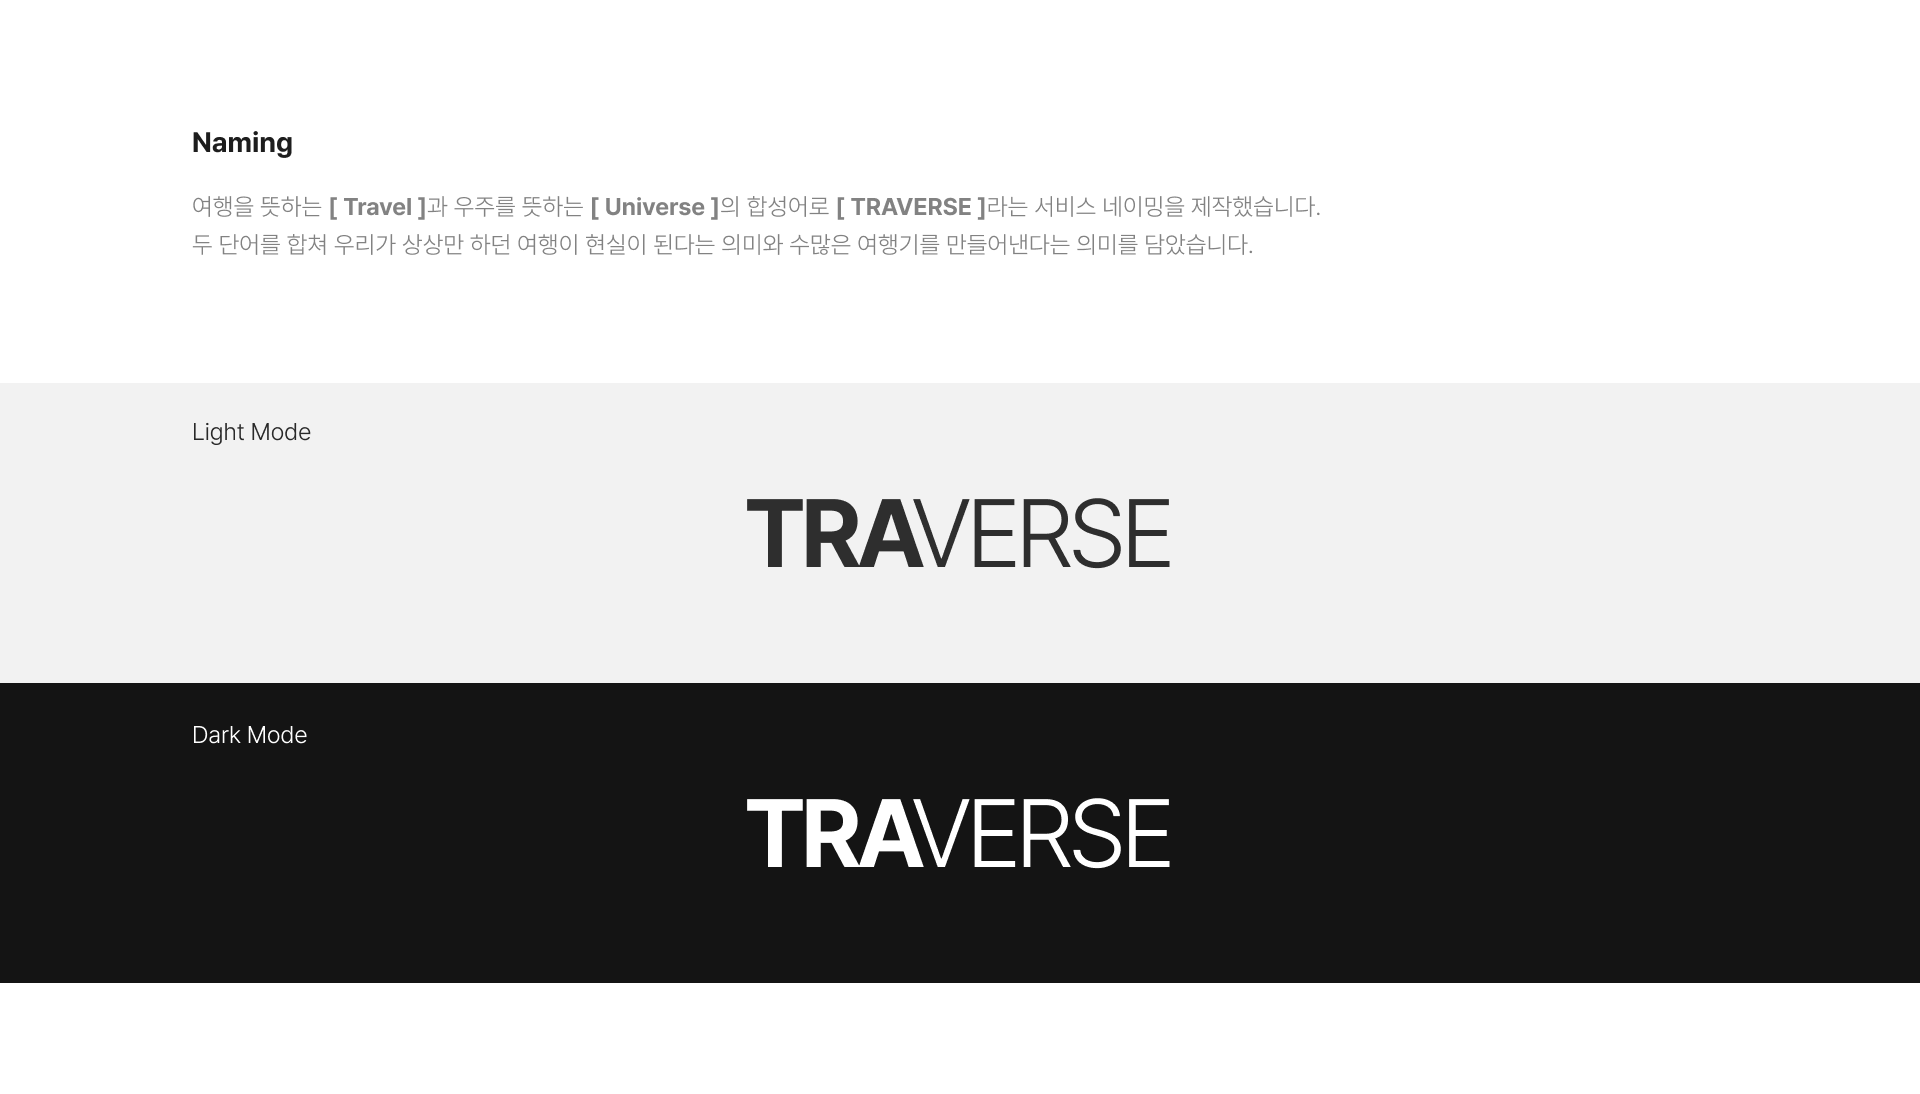 Naming
여행을 뜻하는 [ Travel ]과 우주를 뜻하는 [ Universe ]의 합성어로 [ TRAVERSE ]라는 서비스 네이밍을 제작했습니다.
두 단어를 합쳐 우리가 상상만 하던 여행이 현실이 된다는 의미와 수많은 여행기를 만들어낸다는 의미를 담았습니다.
Light Mode
TRAVERSE
Dark Mode
TRAVERSE